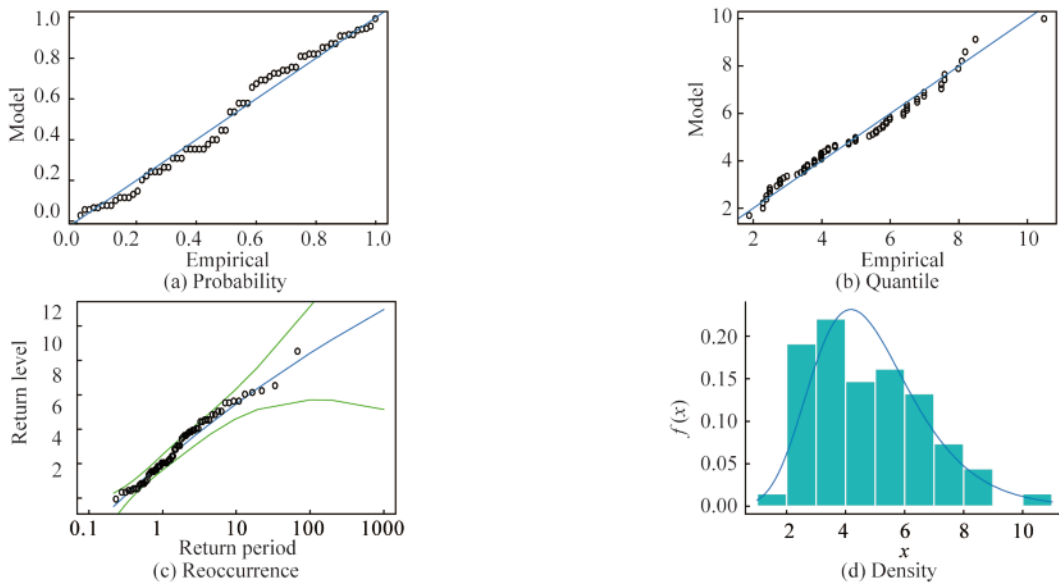 1.0
0.8
0.6
0.4
0.2
0.0
Model
0.0 0.2 0.4 0.6 0.8 1.0
Empirical
(a) Probability
10
8
6
4
2
Model
2 4 6 8 10
Empirical
(b) Quantile
12
10
8
6
4
2
Return level
0.1 1 10 100 1000
Return period
(c) Reoccurrence
0.20
0.15
0.10
0.05
0.00
f(x)
2 4 6 8 10
x
(d) Density